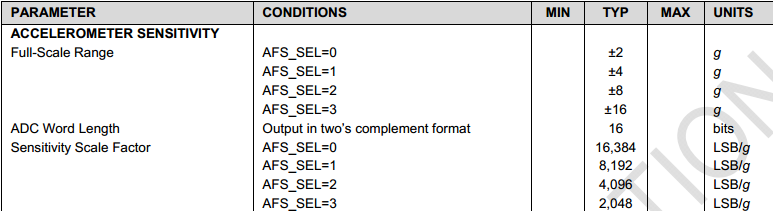 PARAMETER CONDITIONS MIN TYP MAX UNITS
ACCELEROMETER SENSITIVITY
Full-Scale Range AFS_SEL=0 ±2 g
AFS_SEL=1 ±4 g
AFS_SEL=2 ±8 g
AFS_SEL=3 ±16 g
ADC Word Length Output in two's complement format 16 bits
Sensitivity Scale Factor AFS_SEL=0 16,384 LSB/g
AFS_SEL=1 8,192 LSB/g
AFS_SEL=2 4,096 LSB/g
AFS_SEL=3 2,048 LSB/g